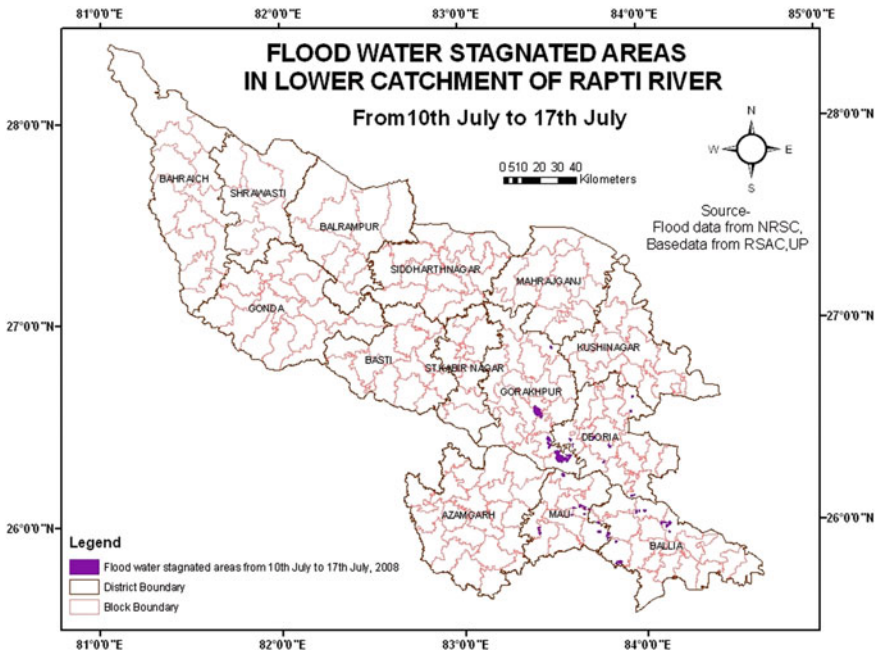 81°0'0"E 82°0'0"E 83°0'0"E 84°0'0"E 85°0'0"E
FLOOD WATER STAGNATED AREAS
IN LOWER CATCHMENT OF RAPTI RIVER
From 10th July to 17th July
28°0'0"N 28°0'0"N
N
W E
S
0 5 10 20 30 40
Kilometers
Source-
Flood data from NRSC,
Basedata from RSAC,UP
BAHRAICH
SHRAWASTI
BALRAMPUR
SIDDHARTHNAGAR
MAHRAJGANJ
GONDA
27°0'0"N 27°0'0"N
KUSHINAGAR
BASTI
ST.KABIR NAGAR
GORAKHPUR
DEORIA
AZAMGARH
MAU
BALLIA
26°0'0"N 26°0'0"N
Legend
Flood water stagnated areas from 10th July to 17th July, 2008
District Boundary
Block Boundary
81°0'0"E 82°0'0"E 83°0'0"E 84°0'0"E